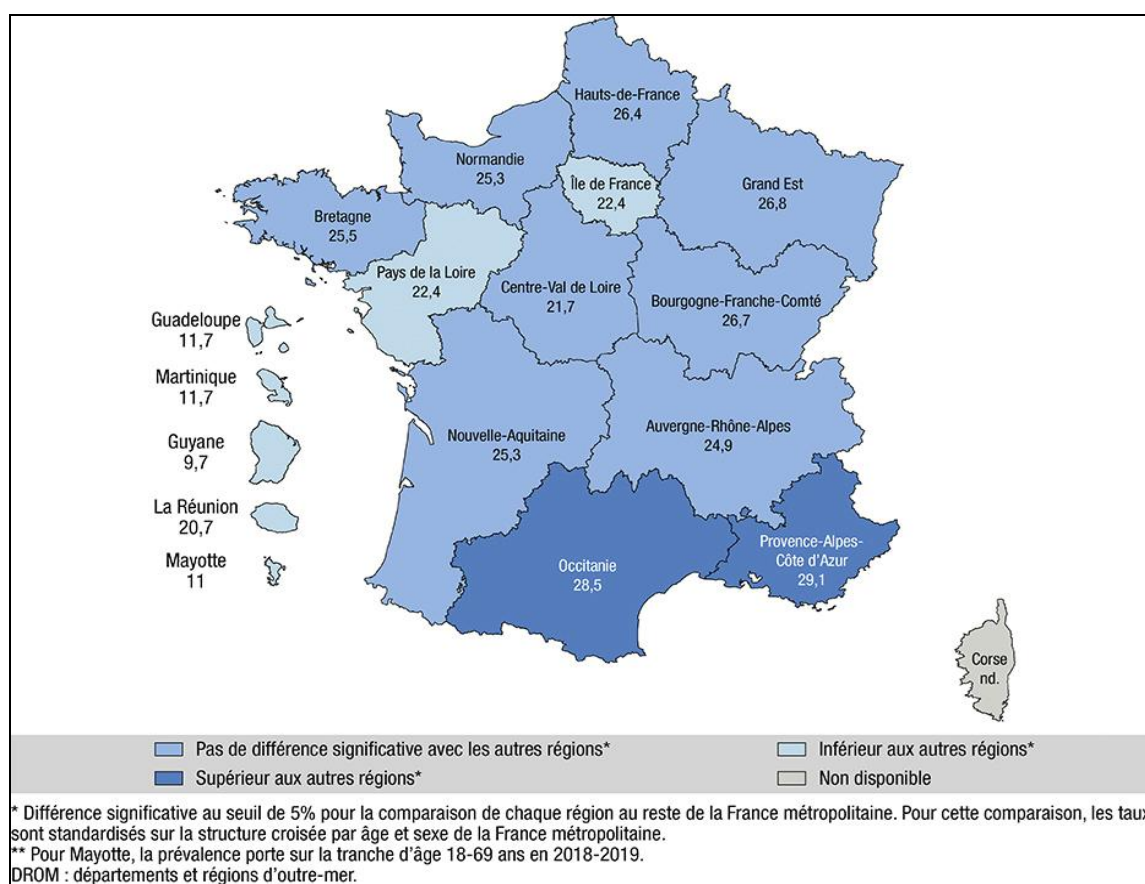 Hauts-de-France
26,4
Normandie
25,3
Île de France
22,4
Grand Est
26,8
Bretagne
25,5
Pays de la Loire
22,4
Centre-Val de Loire
21,7
Bourgogne-Franche-Comté
26,7
Guadeloupe
11,7
Martinique
11,7
Guyane
9,7
La Réunion
20,7
Mayotte
11
Nouvelle-Aquitaine
25,3
Auvergne-Rhône-Alpes
24,9
Occitanie
28,5
Provence-Alpes-
Côte d'Azur
29,1
Corse
nd.
Pas de différence significative avec les autres régions*
Inférieur aux autres régions*
Supérieur aux autres régions*
Non disponible
* Différence significative au seuil de 5% pour la comparaison de chaque région au reste de la France métropolitaine. Pour cette comparaison, les taux
sont standardisés sur la structure croisée par âge et sexe de la France métropolitaine.
** Pour Mayotte, la prévalence porte sur la tranche d'âge 18-69 ans en 2018-2019.
DROM : départements et régions d'outre-mer.